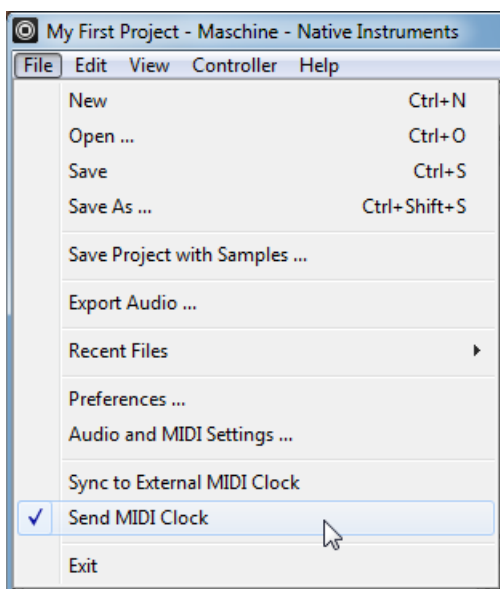 My First Project - Maschine - Native Instruments
File Edit View Controller Help
New Ctrl+N
Open ... Ctrl+O
Save Ctrl+S
Save As ... Ctrl+Shift+S
Save Project with Samples ...
Export Audio ...
Recent Files
Preferences ...
Audio and MIDI Settings ...
Sync to External MIDI Clock
Send MIDI Clock
Exit